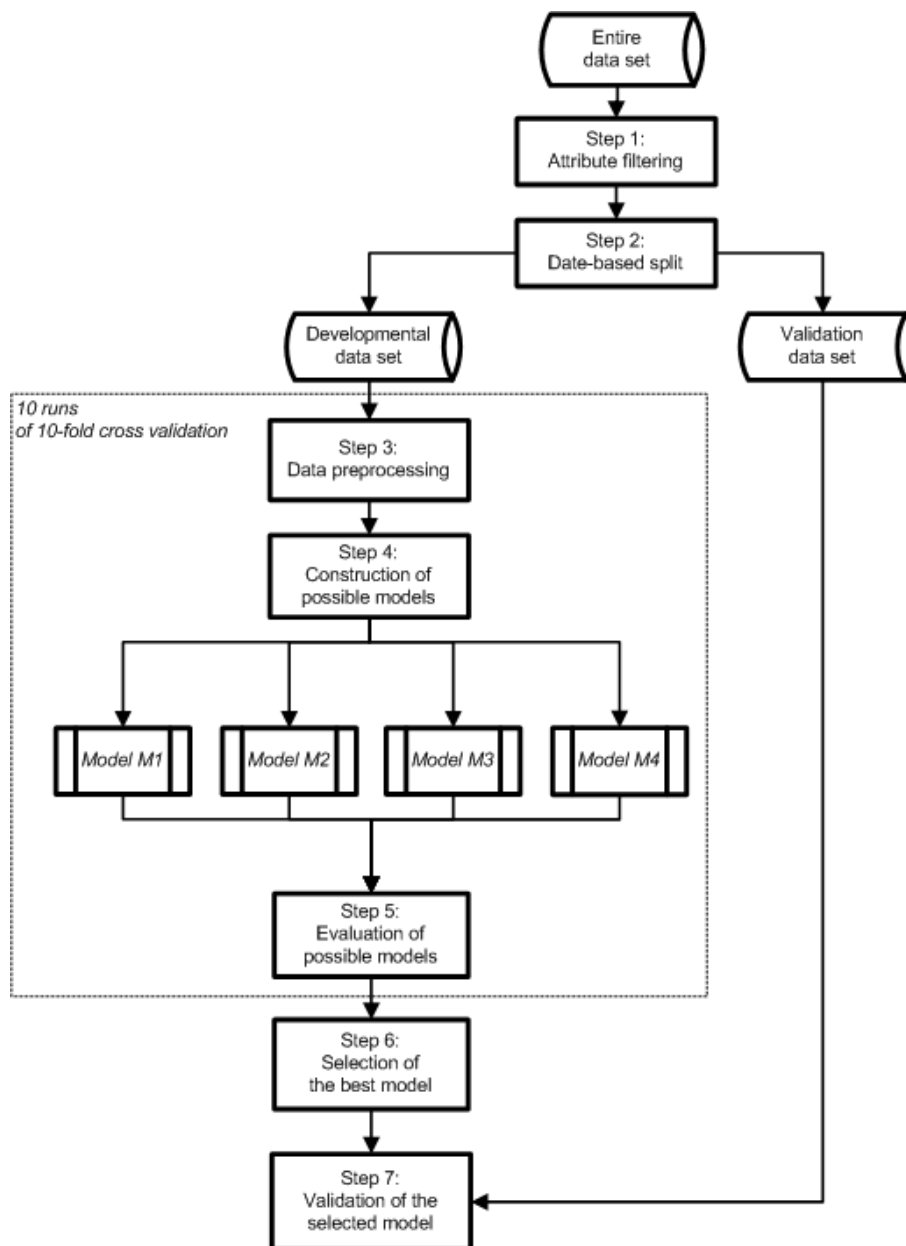 Entire
data set
Step 1:
Attribute filtering
Step 2:
Date-based split
Developmental
data set
Validation
data set
10 runs
of 10-fold cross validation
Step 3:
Data preprocessing
Step 4:
Construction of
possible models
Model M1
Model M2
Model M3
Model M4
Step 5:
Evaluation of
possible models
Step 6:
Selection of
the best model
Step 7:
Validation of the
selected model